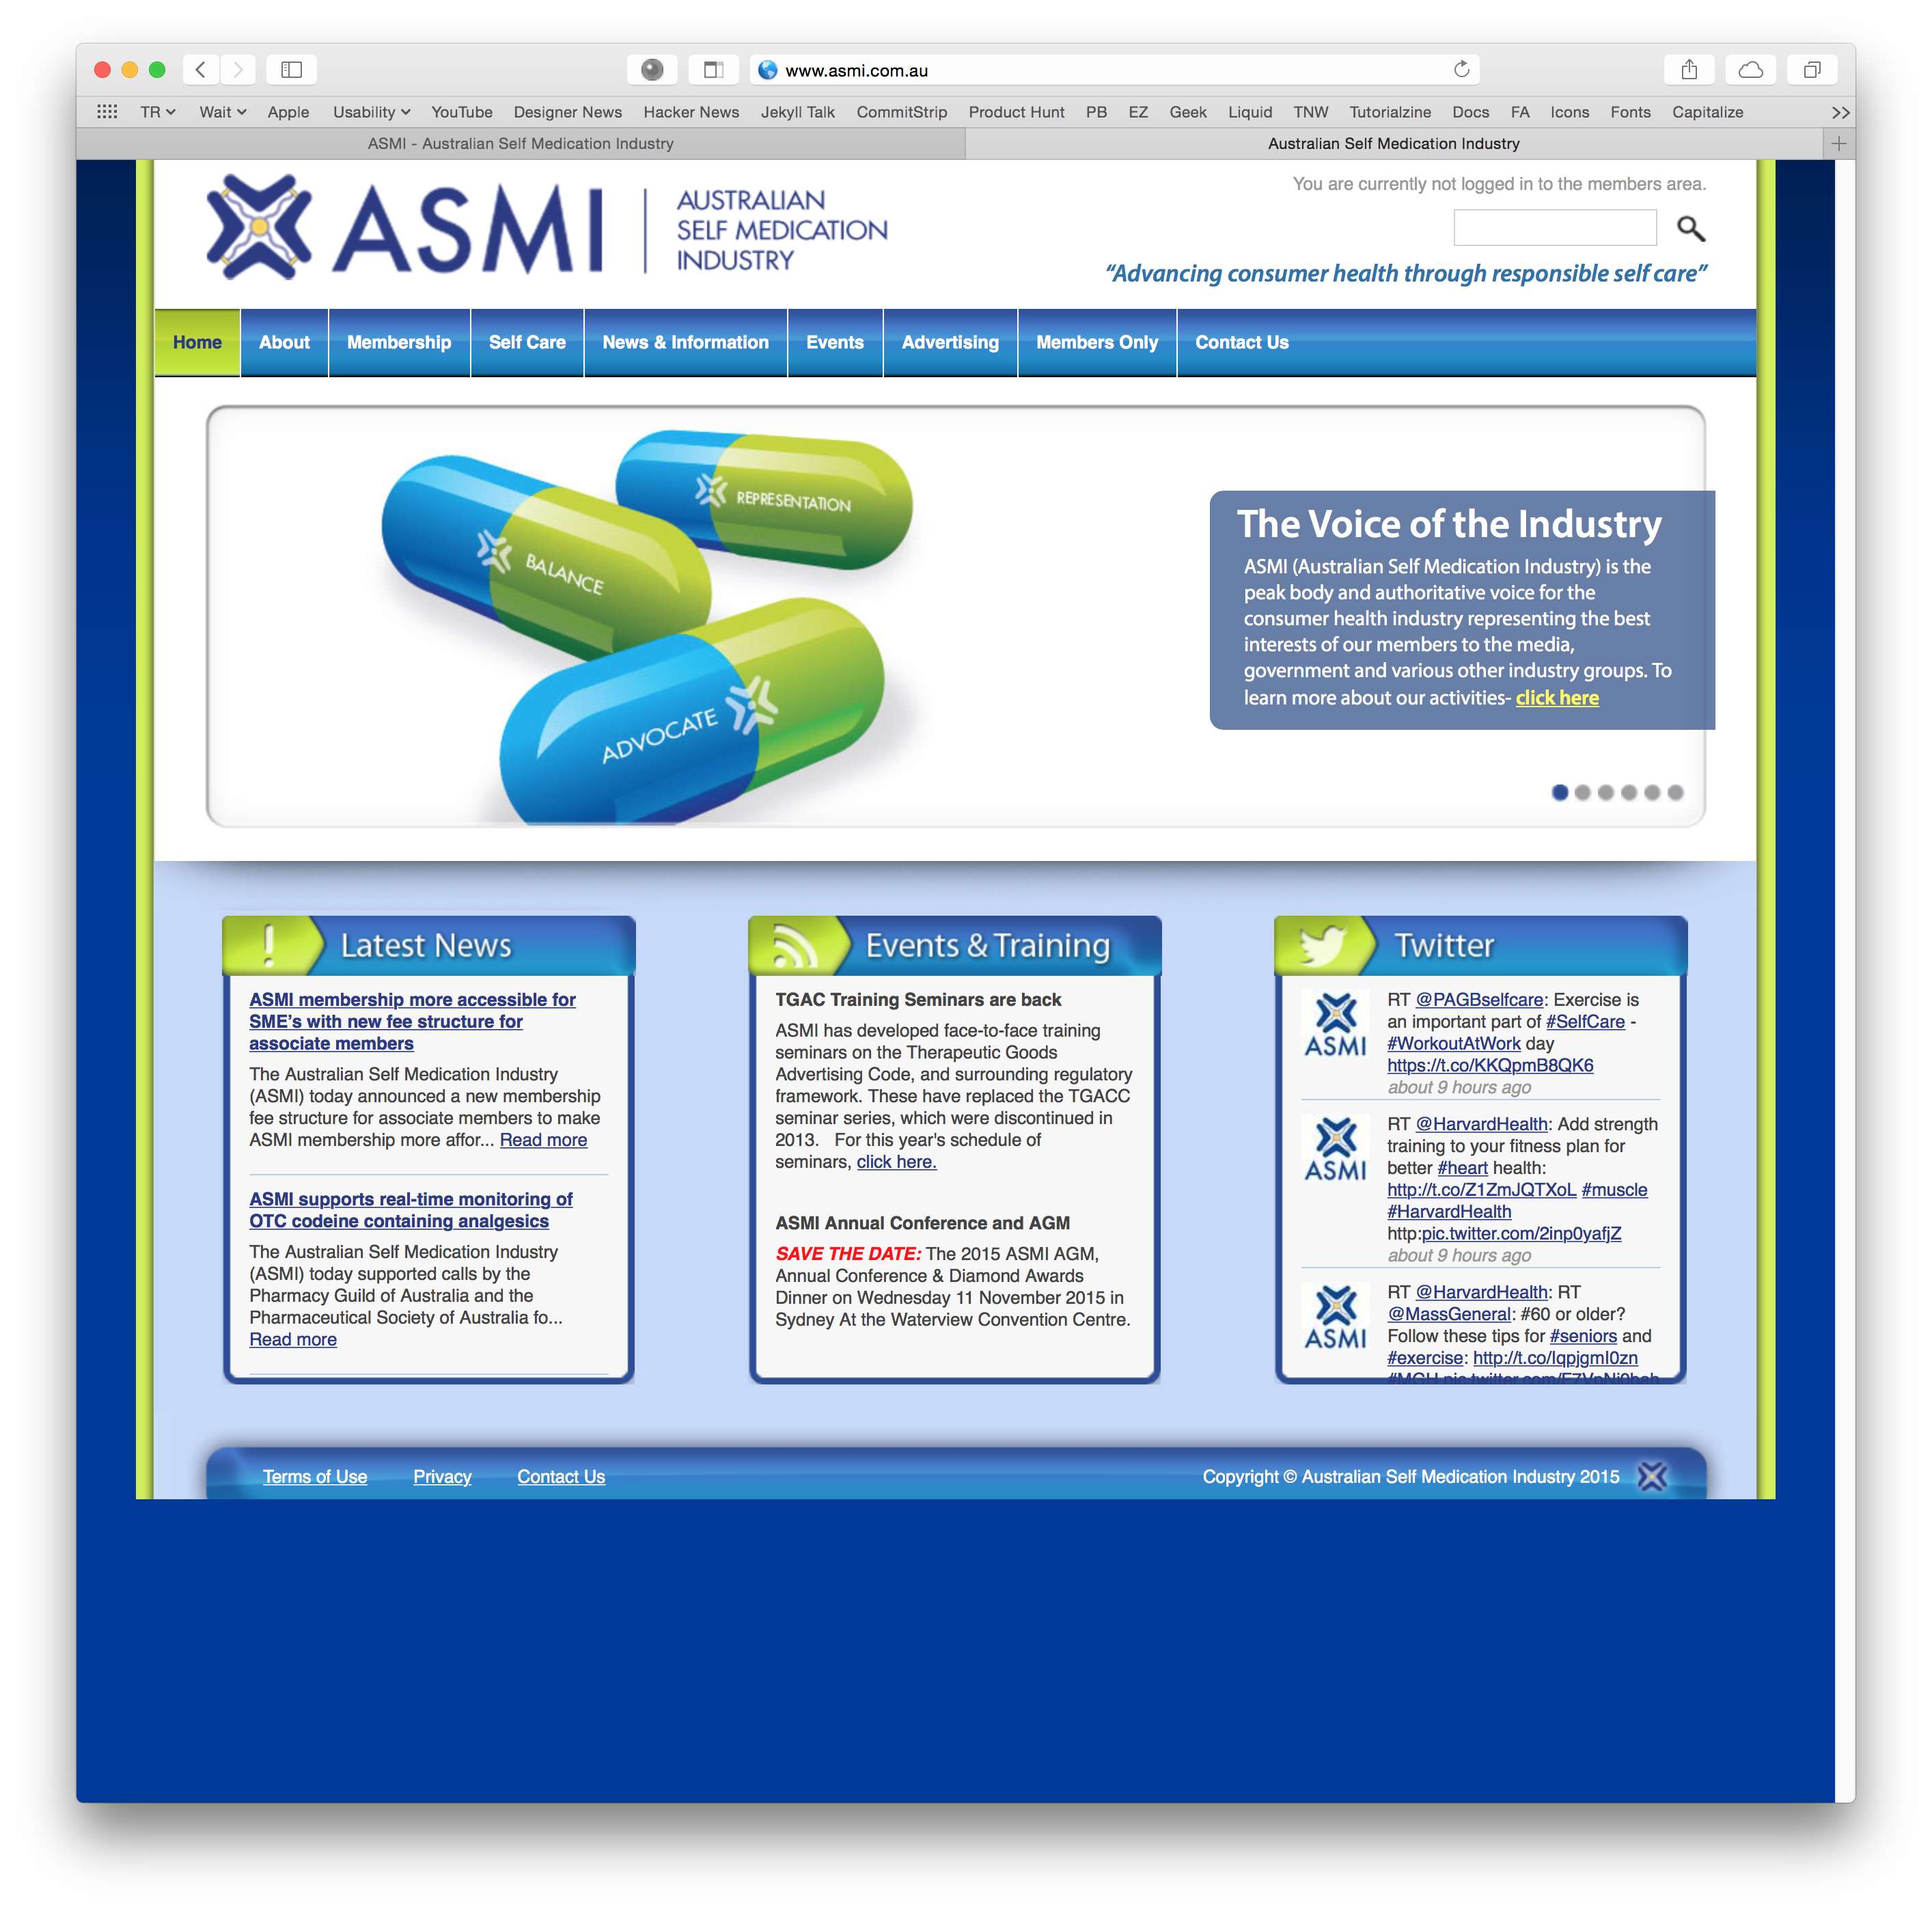 www.asmi.com.au
TR Wait Apple Usability YouTube Designer News Hacker News Jekyll Talk CommitStrip Product Hunt PB EZ Geek Liquid TNW Tutorialzine Docs FA Icons Fonts Capitalize
ASMI - Australian Self Medication Industry
Australian Self Medication Industry
ASMI
AUSTRALIAN
SELF MEDICATION
INDUSTRY
You are currently not logged in to the members area.
“Advancing consumer health through responsible self care”
Home About Membership Self Care News & Information Events Advertising Members Only Contact Us
REPRESENTATION
BALANCE
ADVOCATE
The Voice of the Industry
ASMI (Australian Self Medication Industry) is the
peak body and authoritative voice for the
consumer health industry representing the best
interests of our members to the media,
government and various other industry groups. To
learn more about our activities- click here
Latest News
ASMI membership more accessible for
SME’s with new fee structure for
associate members
The Australian Self Medication Industry
(ASMI) today announced a new membership
fee structure for associate members to make
ASMI membership more affor... Read more
ASMI supports real-time monitoring of
OTC codeine containing analgesics
The Australian Self Medication Industry
(ASMI) today supported calls by the
Pharmacy Guild of Australia and the
Pharmaceutical Society of Australia fo...
Read more
Events & Training
TGAC Training Seminars are back
ASMI has developed face-to-face training
seminars on the Therapeutic Goods
Advertising Code, and surrounding regulatory
framework. These have replaced the TGACC
seminar series, which were discontinued in
2013. For this year's schedule of
seminars, click here.
ASMI Annual Conference and AGM
SAVE THE DATE: The 2015 ASMI AGM,
Annual Conference & Diamond Awards
Dinner on Wednesday 11 November 2015 in
Sydney At the Waterview Convention Centre.
Twitter
ASMI
RT @PAGBselfcare: Exercise is
an important part of #SelfCare -
#WorkoutAtWork day
https://t.co/KKQpmB8QK6
about 9 hours ago
ASMI
RT @HarvardHealth: Add strength
training to your fitness plan for
better #heart health:
http://t.co/Z1ZmJQTXoL #muscle
#HarvardHealth
http:pic.twitter.com/2inp0yafjZ
about 9 hours ago
ASMI
RT @HarvardHealth: RT
@MassGeneral: #60 or older?
Follow these tips for #seniors and
#exercise: http://t.co/lqpjgmI0zn
#MGH
Terms of Use Privacy Contact Us
Copyright © Australian Self Medication Industry 2015